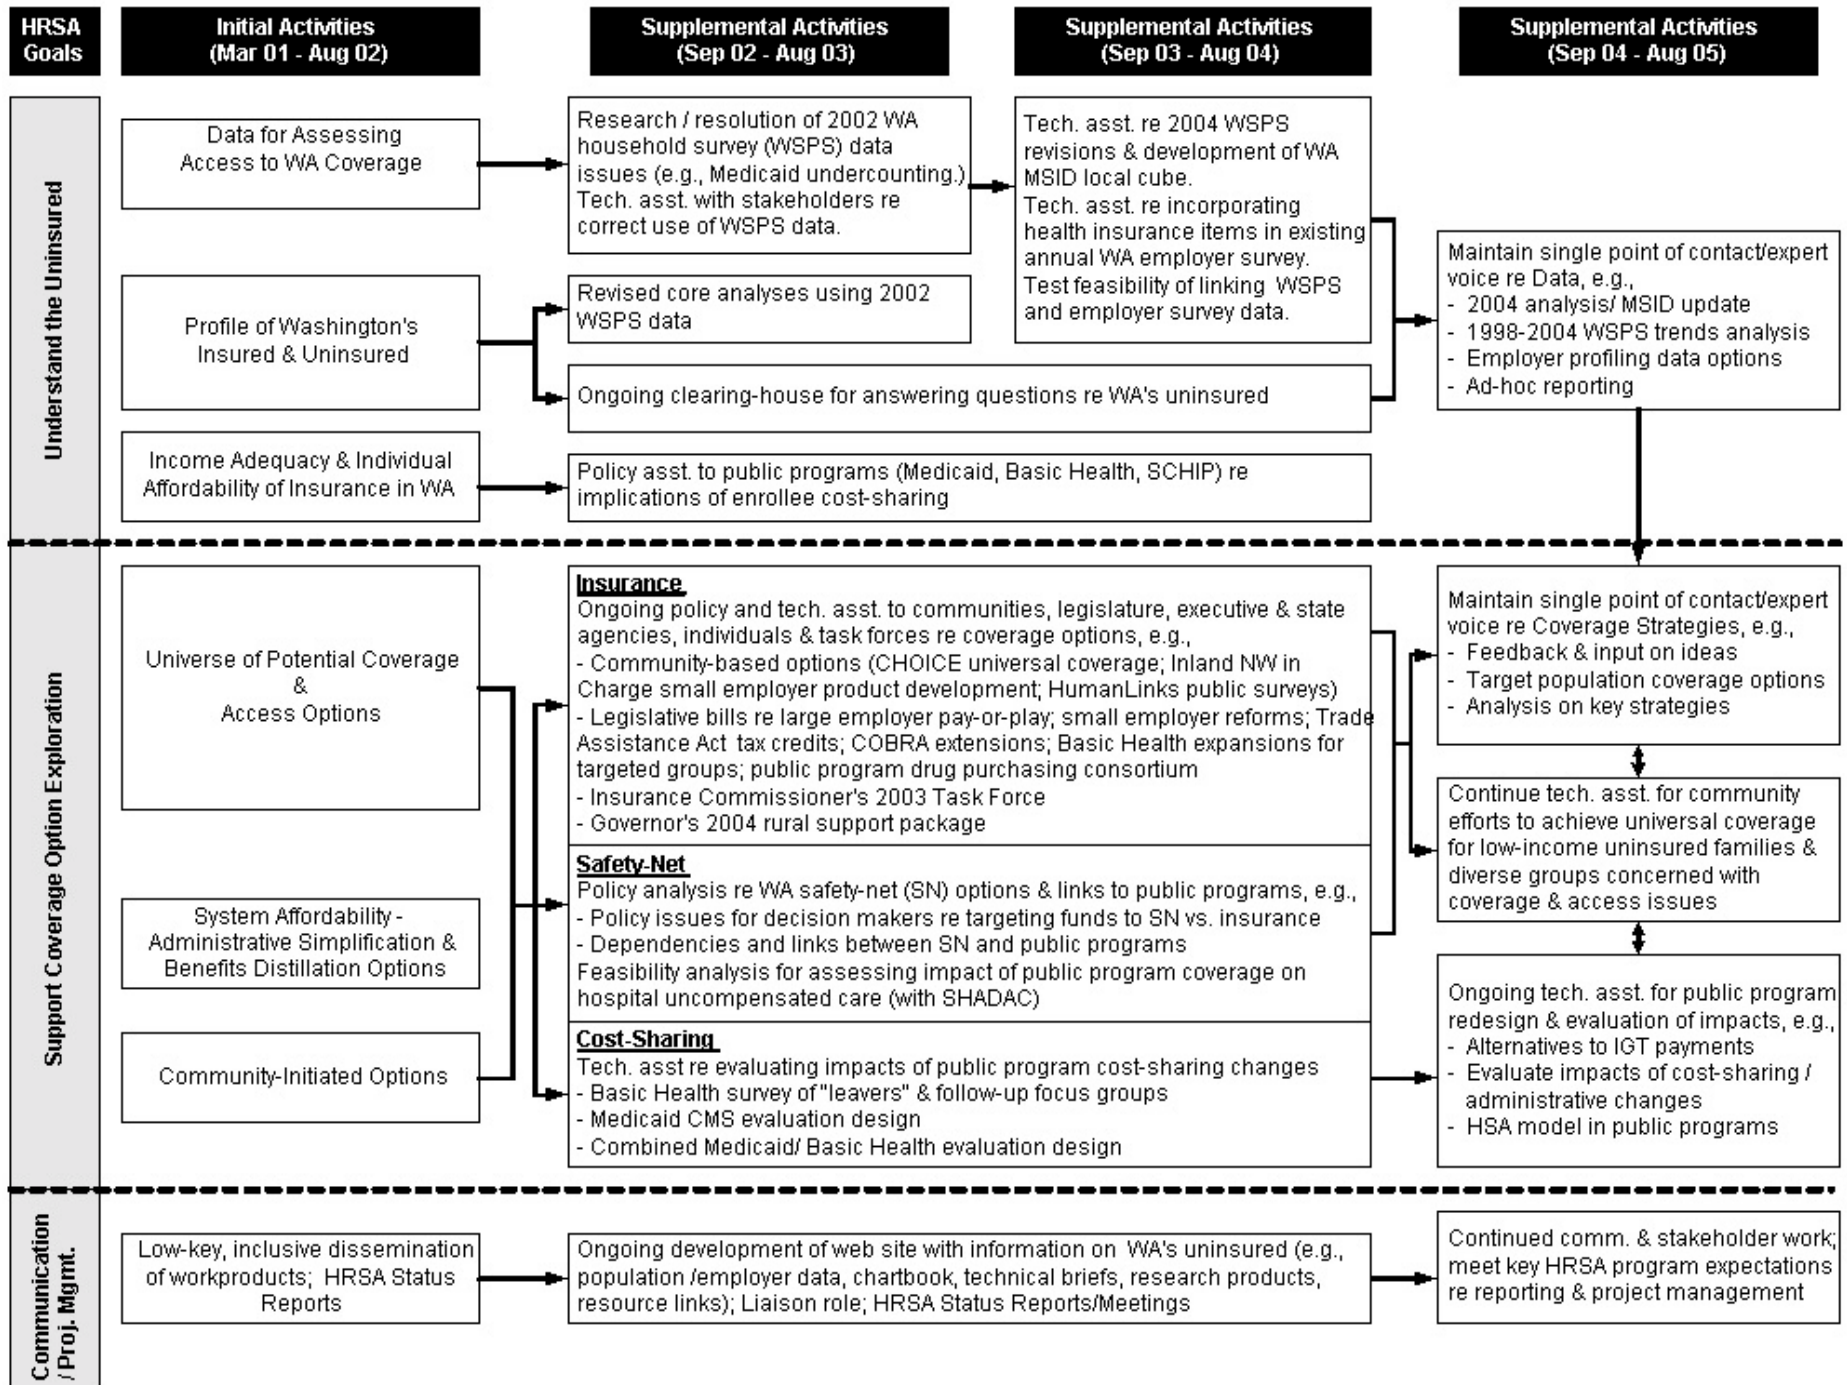 HRSA
Goals
Initial Activities
(Mar 01 - Aug 02)
Supplemental Activities
(Sep 02 - Aug 03)
Supplemental Activities
(Sep 03 - Aug 04)
Supplemental Activities
(Sep 04 - Aug 05)
Understand the Uninsured
Data for Assessing
Access to WA Coverage
Research / resolution of 2002 WA
household survey (WSPS) data
issues (e.g., Medicaid undercounting.)
Tech. asst. with stakeholders re
correct use of WSPS data.
Tech. asst. re 2004 WSPS
revisions & development of WA
MSID local cube.
Tech. asst. re incorporating
health insurance items in existing
annual WA employer survey.
Test feasibility of linking WSPS
and employer survey data.
Maintain single point of contact/expert
voice re Data, e.g.,
- 2004 analysis/ MSID update
- 1998-2004 WSPS trends analysis
- Employer profiling data options
- Ad-hoc reporting
Profile of Washington's
Insured & Uninsured
Revised core analyses using 2002
WSPS data
Ongoing clearing-house for answering questions re WA's uninsured
Income Adequacy & Individual
Affordability of Insurance in WA
Policy asst. to public programs (Medicaid, Basic Health, SCHIP) re
implications of enrollee cost-sharing
Support Coverage Option Exploration
Universe of Potential Coverage
&
Access Options
System Affordability -
Administrative Simplification &
Benefits Distillation Options
Community-Initiated Options
Insurance
Ongoing policy and tech. asst. to communities, legislature, executive & state
agencies, individuals & task forces re coverage options, e.g.,
- Community-based options (CHOICE universal coverage; Inland NW in
Charge small employer product development; HumanLinks public surveys)
- Legislative bills re large employer pay-or-play; small employer reforms; Trade
Assistance Act tax credits; COBRA extensions; Basic Health expansions for
targeted groups; public program drug purchasing consortium
- Insurance Commissioner's 2003 Task Force
- Governor's 2004 rural support package
Safety-Net
Policy analysis re WA safety-net (SN) options & links to public programs, e.g.,
- Policy issues for decision makers re targeting funds to SN vs. insurance
- Dependencies and links between SN and public programs
Feasibility analysis for assessing impact of public program coverage on
hospital uncompensated care (with SHADAC)
Cost-Sharing
Tech. asst re evaluating impacts of public program cost-sharing changes
- Basic Health survey of "leavers" & follow-up focus groups
- Medicaid CMS evaluation design
- Combined Medicaid/ Basic Health evaluation design
Maintain single point of contact/expert
voice re Coverage Strategies, e.g.,
- Feedback & input on ideas
- Target population coverage options
- Analysis on key strategies
Continue tech. asst. for community
efforts to achieve universal coverage
for low-income uninsured families &
diverse groups concerned with
coverage & access issues
Ongoing tech. asst. for public program
redesign & evaluation of impacts, e.g.,
- Alternatives to IGT payments
- Evaluate impacts of cost-sharing /
administrative changes
- HSA model in public programs
Communication
/ Proj. Mgmt.
Low-key, inclusive dissemination
of workproducts; HRSA Status
Reports
Ongoing development of web site with information on WA's uninsured (e.g.,
population /employer data, chartbook, technical briefs, research products,
resource links); Liaison role; HRSA Status Reports/Meetings
Continued comm. & stakeholder work;
meet key HRSA program expectations
re reporting & project management